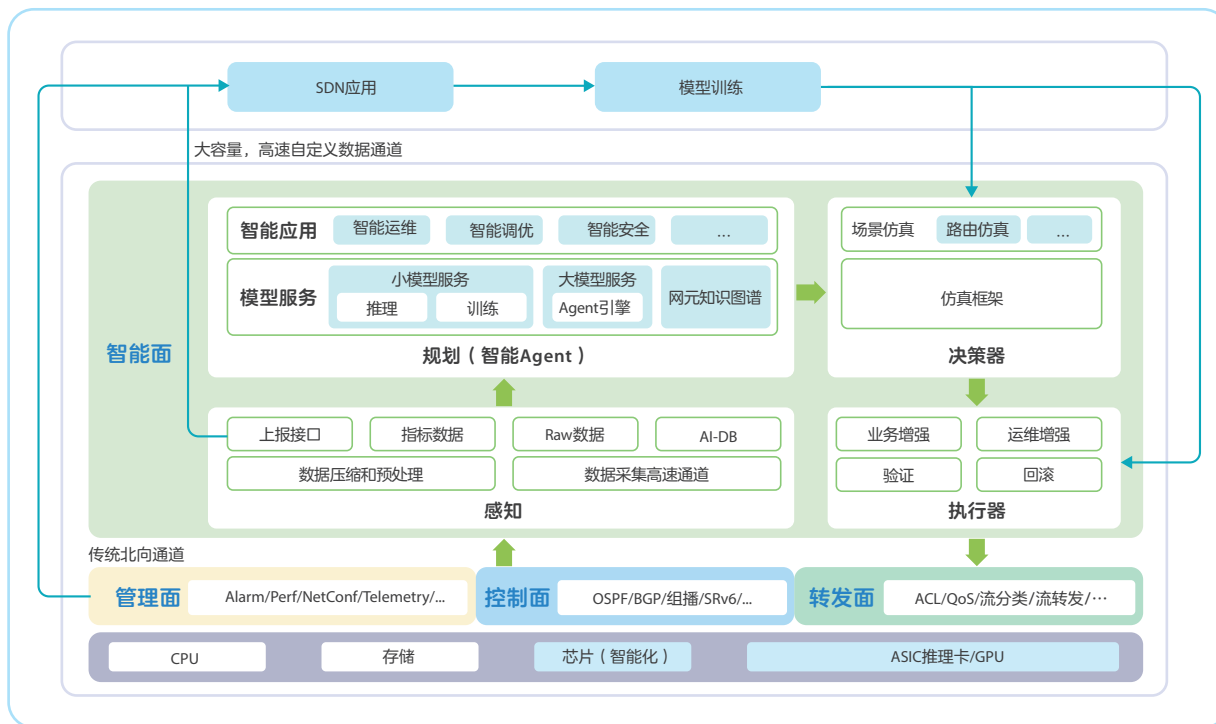 SDN应用
模型训练
大容量，高速自定义数据通道
智能面
智能应用
智能运维
智能调优
智能安全
...
模型服务
小模型服务
推理
训练
大模型服务
Agent引擎
网元知识图谱
规划（智能Agent）
场景仿真
路由仿真
...
仿真框架
决策器
上报接口
指标数据
Raw数据
AI-DB
数据压缩和预处理
数据采集高速通道
感知
业务增强
运维增强
验证
回滚
执行器
传统北向通道
管理面
Alarm/Perf/NetConf/Telemetry/...
控制面
OSPF/BGP/组播/SRv6/...
转发面
ACL/QoS/流分类/流转发/…
CPU
存储
芯片（智能化）
ASIC推理卡/GPU